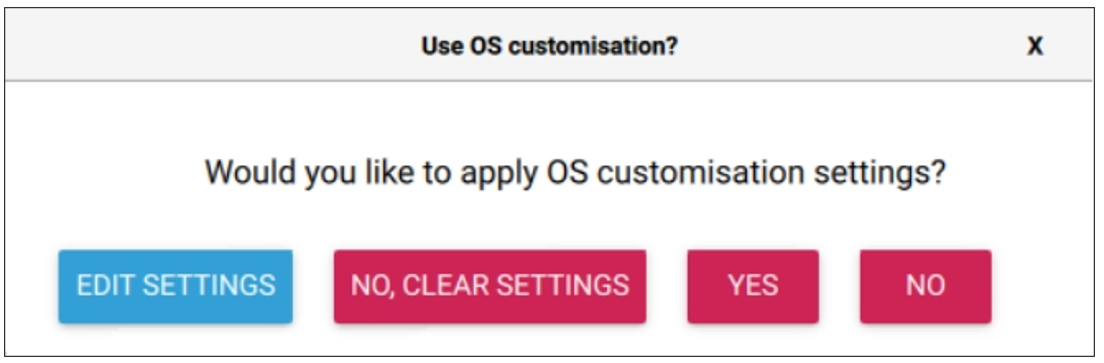 Use OS customisation? X
Would you like to apply OS customisation settings?
EDIT SETTINGS NO, CLEAR SETTINGS YES NO